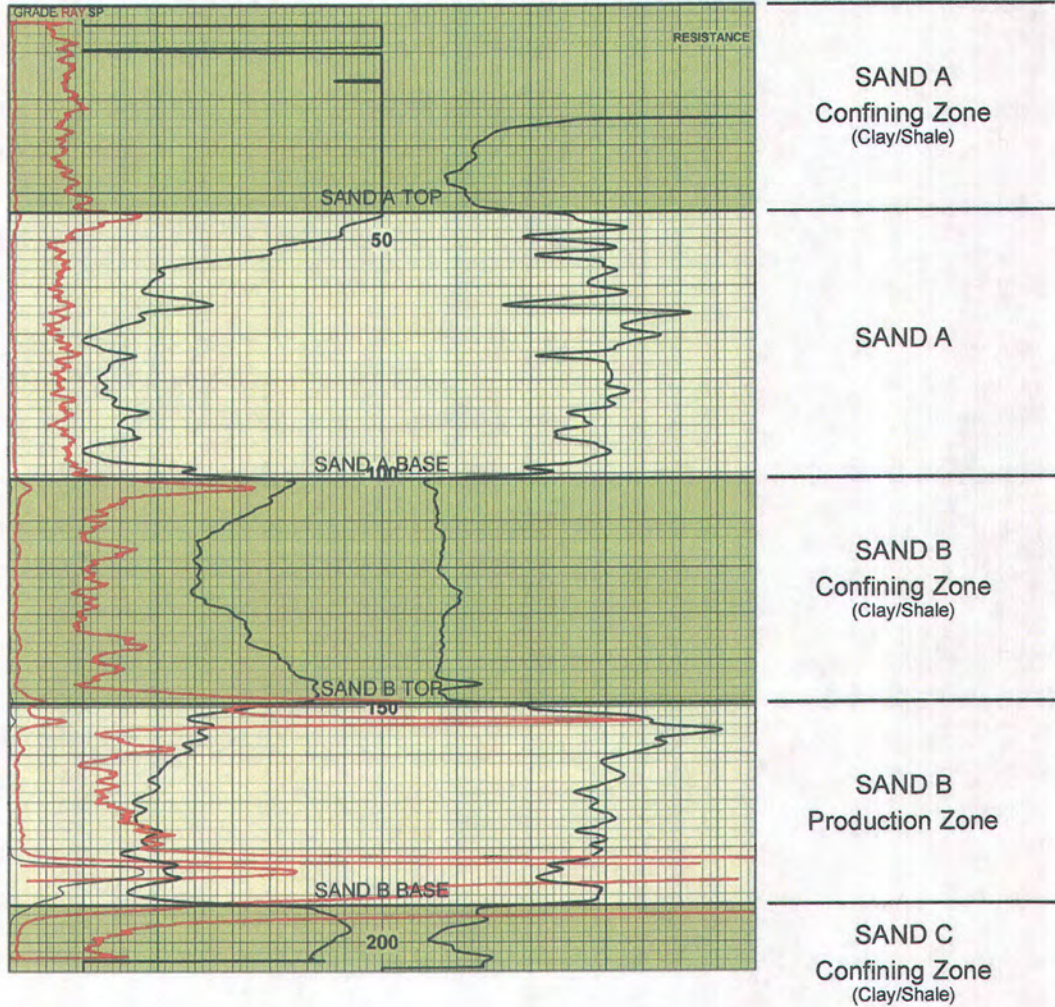 GRADE RAY SP
RESISTANCE
SAND A
Confining Zone
(Clay/Shale)
SAND A TOP
50
SAND A
SAND A BASE
100
SAND B
Confining Zone
(Clay/Shale)
SAND B TOP
150
SAND B
Production Zone
SAND B BASE
200
SAND C
Confining Zone
(Clay/Shale)